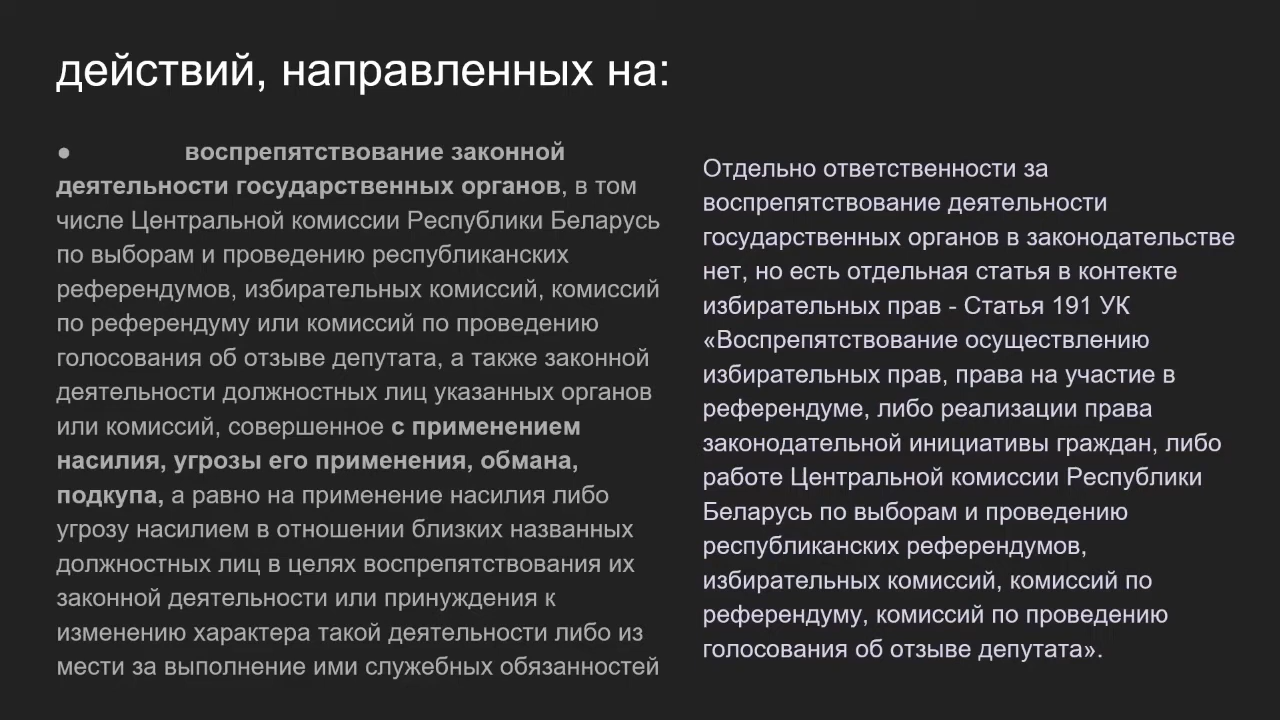 действий, направленных на:
● воспрепятствование законной
деятельности государственных органов, в том
числе Центральной комиссии Республики Беларусь
по выборам и проведению республиканских
референдумов, избирательных комиссий, комиссий
по референдуму или комиссий по проведению
голосования об отзыве депутата, а также законной
деятельности должностных лиц указанных органов
или комиссий, совершенное с применением
насилия, угрозы его применения, обмана,
подкупа, а равно на применение насилия либо
угрозу насилием в отношении близких названных
должностных лиц в целях воспрепятствования их
законной деятельности или принуждения к
изменению характера такой деятельности либо из
мести за выполнение ими служебных обязанностей
Отдельно ответственности за
воспрепятствование деятельности
государственных органов в законодательстве
нет, но есть отдельная статья в контекте
избирательных прав - Статья 191 УК
«Воспрепятствование осуществлению
избирательных прав, права на участие в
референдуме, либо реализации права
законодательной инициативы граждан, либо
работе Центральной комиссии Республики
Беларусь по выборам и проведению
республиканских референдумов,
избирательных комиссий, комиссий по
референдуму, комиссий по проведению
голосования об отзыве депутата».